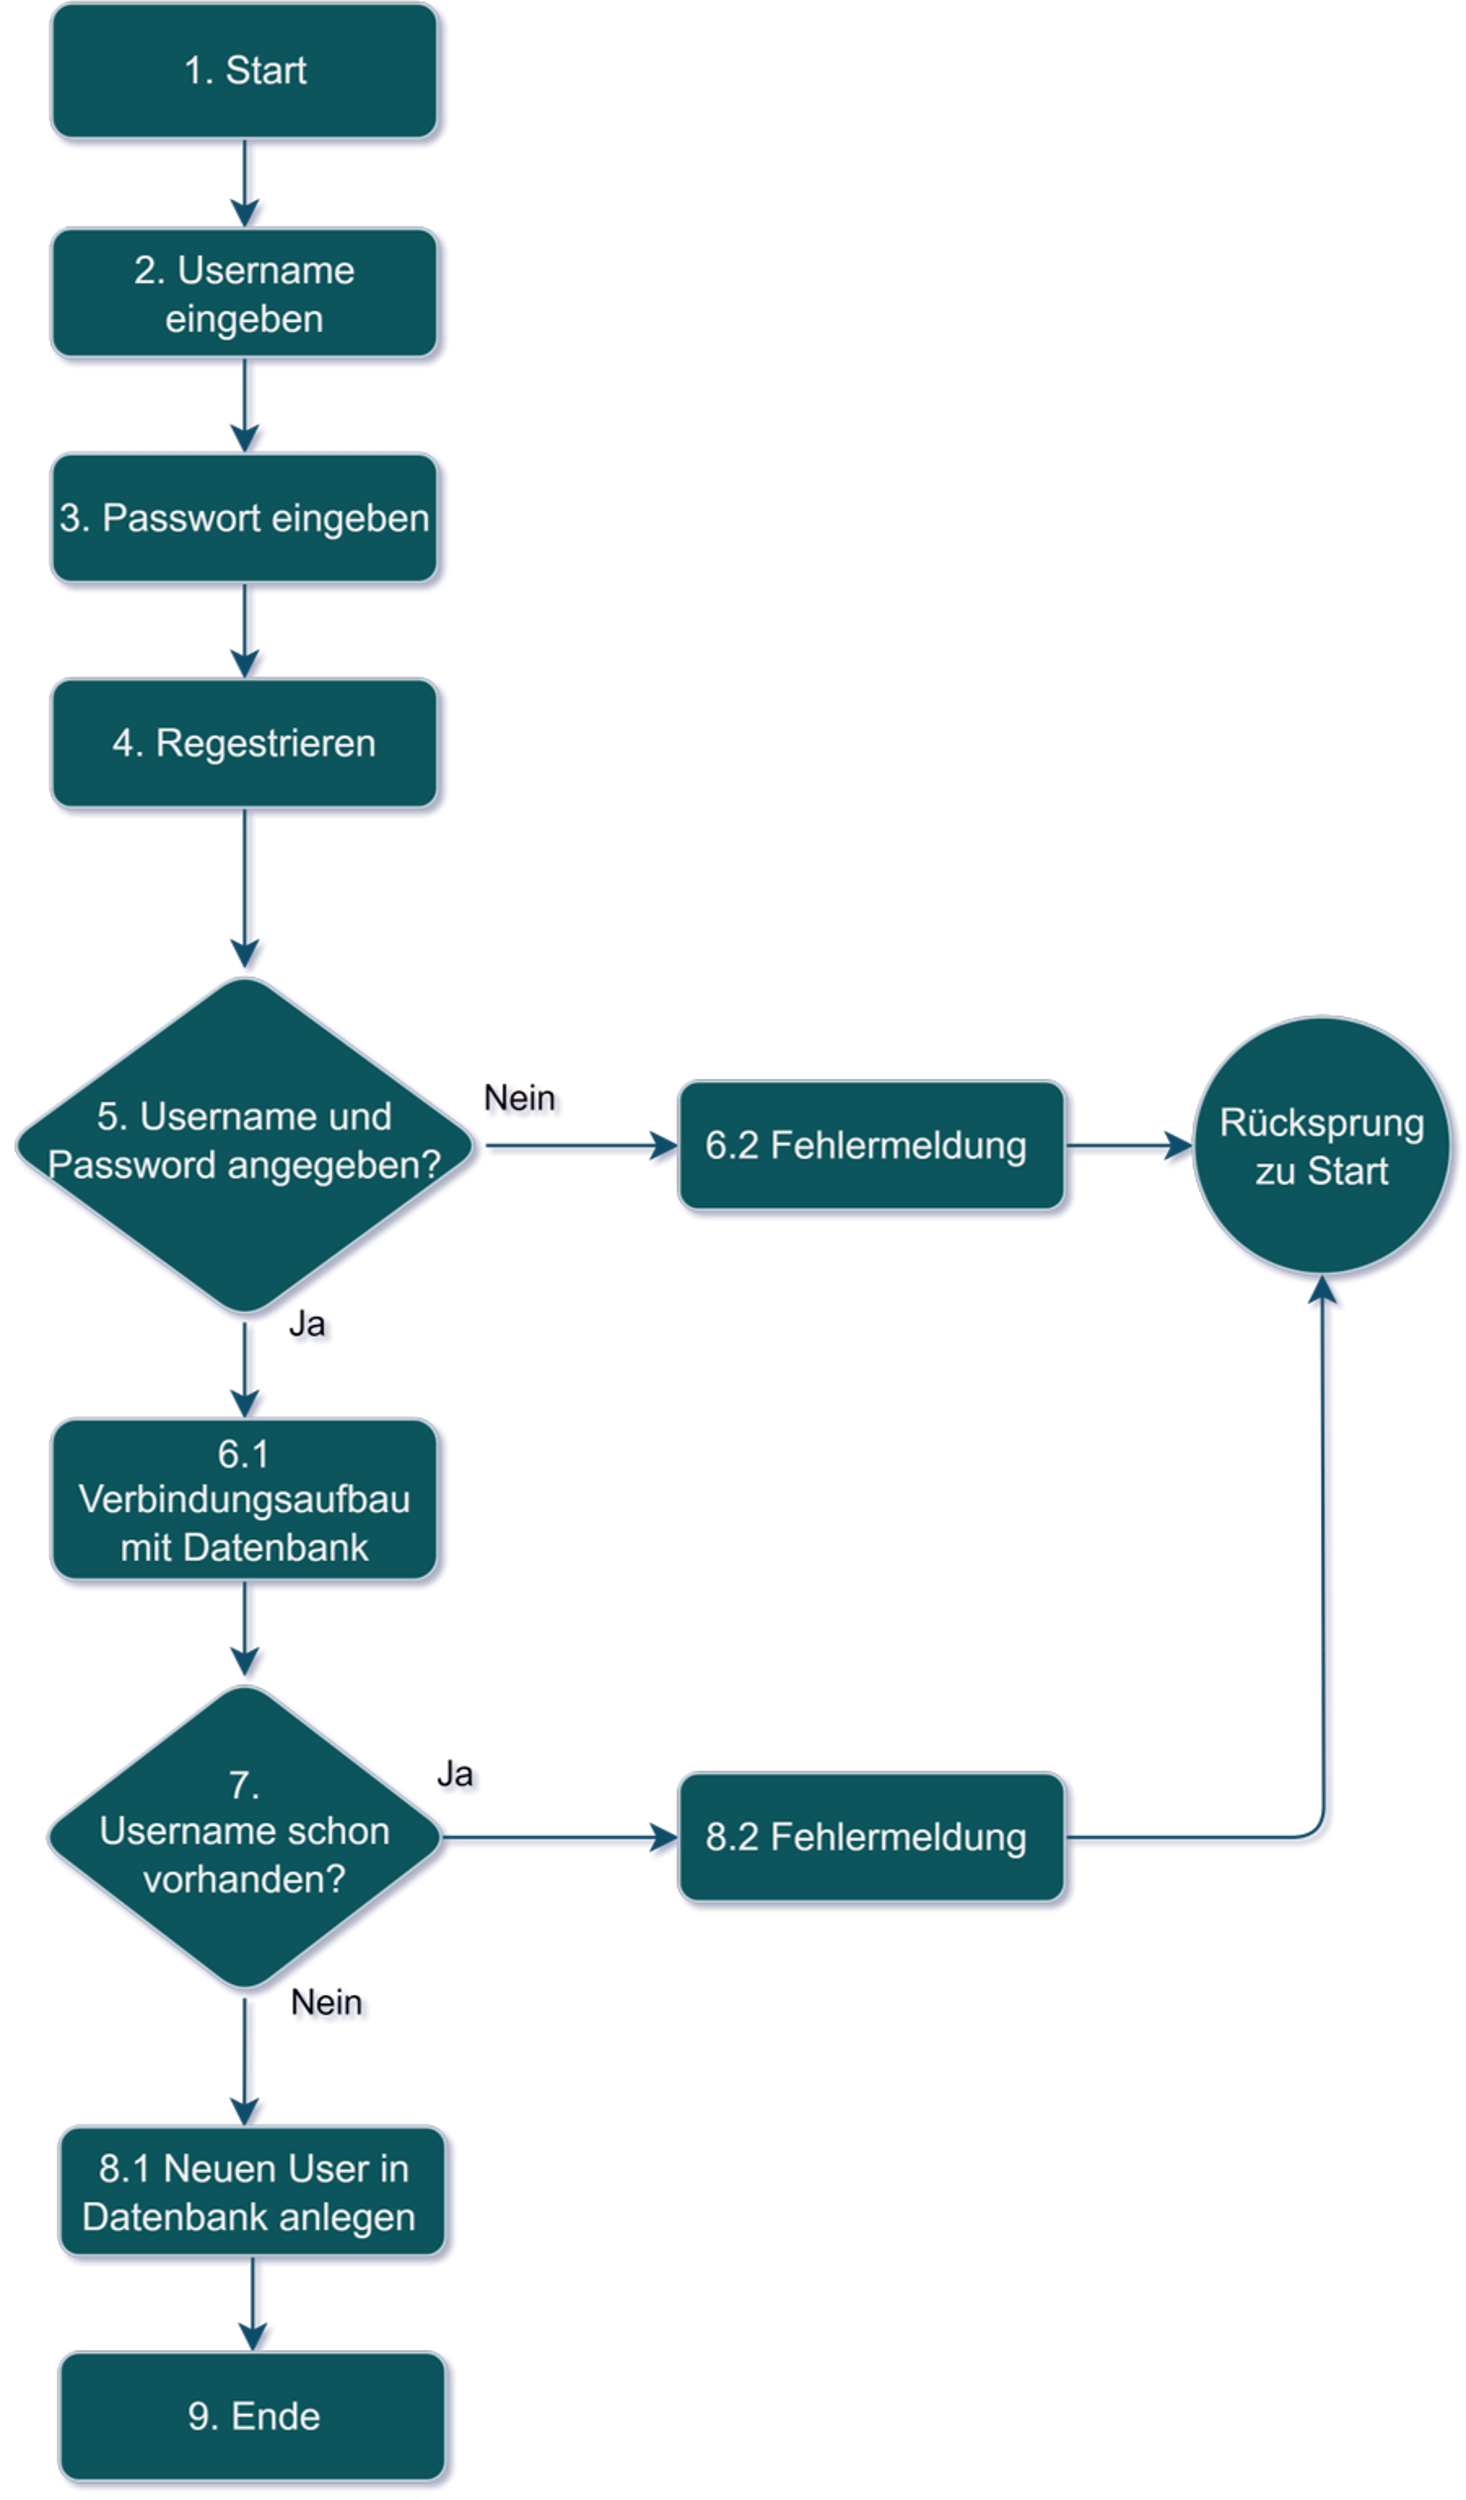 1. Start
2. Username
eingeben
3. Passwort eingeben
4. Regestrieren
5. Username und
Password angegeben?
Nein
6.2 Fehlermeldung
Rücksprung
zu Start
Ja
6.1
Verbindungsaufbau
mit Datenbank
7.
Username schon
vorhanden?
Ja
8.2 Fehlermeldung
Nein
8.1 Neuen User in
Datenbank anlegen
9. Ende